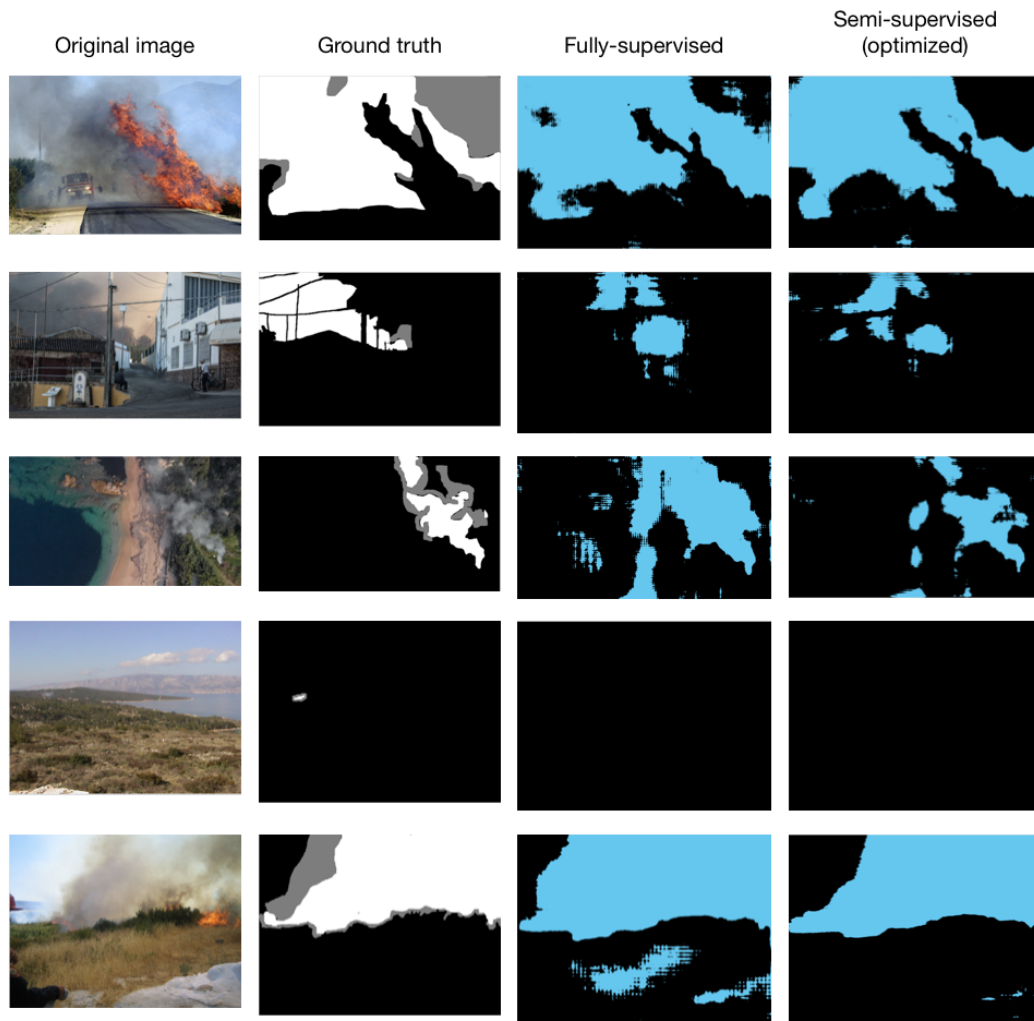 Original image
Ground truth
Fully-supervised
Semi-supervised
(optimized)